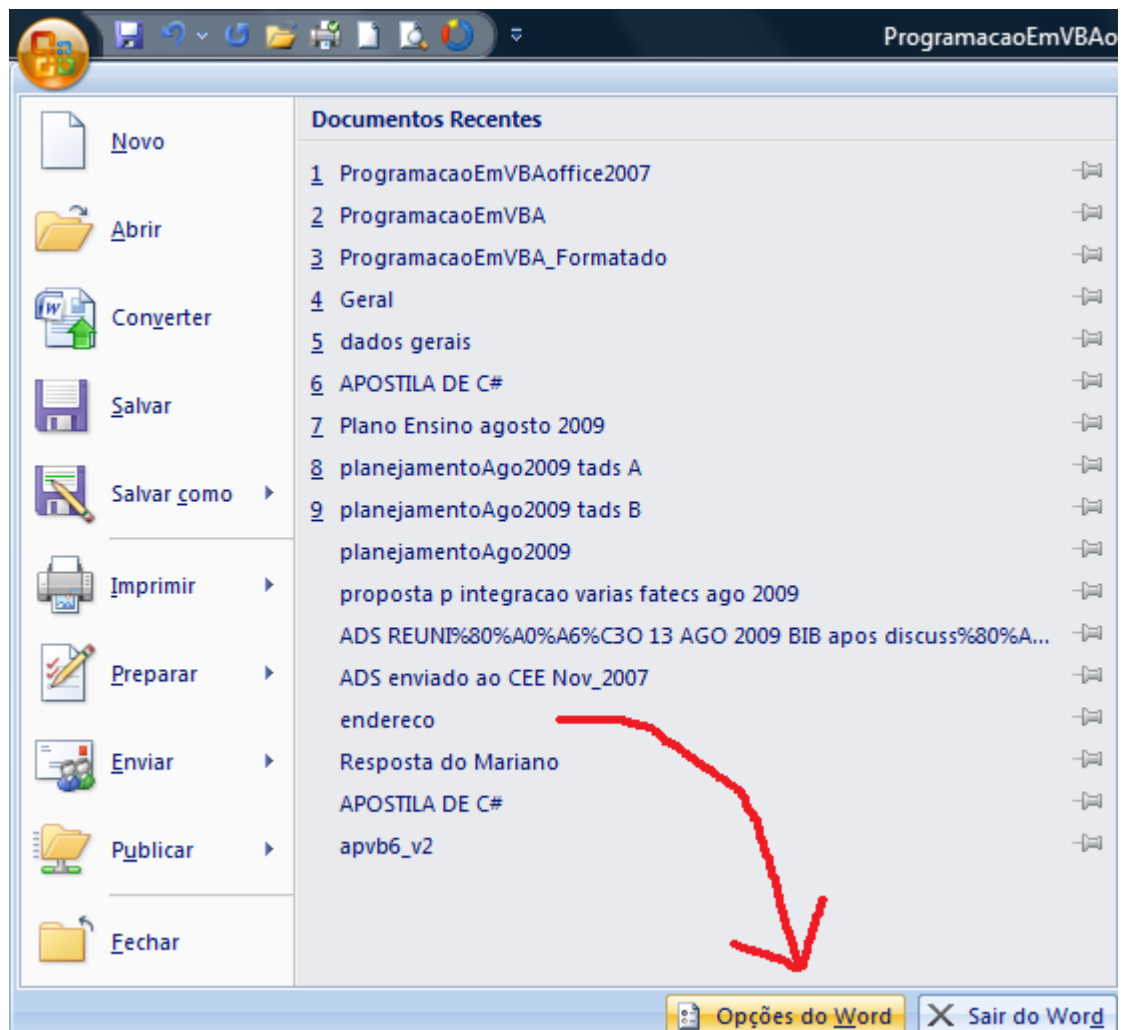 ProgramacaoEmVBAo
Novo
Abrir
Converter
Salvar
Salvar como
Imprimir
Preparar
Enviar
Publicar
Fechar
Documentos Recentes
1 ProgramacaoEmVBAoffice2007
2 ProgramacaoEmVBA
3 ProgramacaoEmVBA_Formatado
4 Geral
5 dados gerais
6 APOSTILA DE C#
7 Plano Ensino agosto 2009
8 planejamentoAgo2009 tads A
9 planejamentoAgo2009 tads B
planejamentoAgo2009
proposta p integracao varias fatecs ago 2009
ADS REUNI%80%A0%A6%C3O 13 AGO 2009 BIB apos discuss%80%A...
ADS enviado ao CEE Nov_2007
endereco
Resposta do Mariano
APOSTILA DE C#
apvb6_v2
Opções do Word
Sair do Word